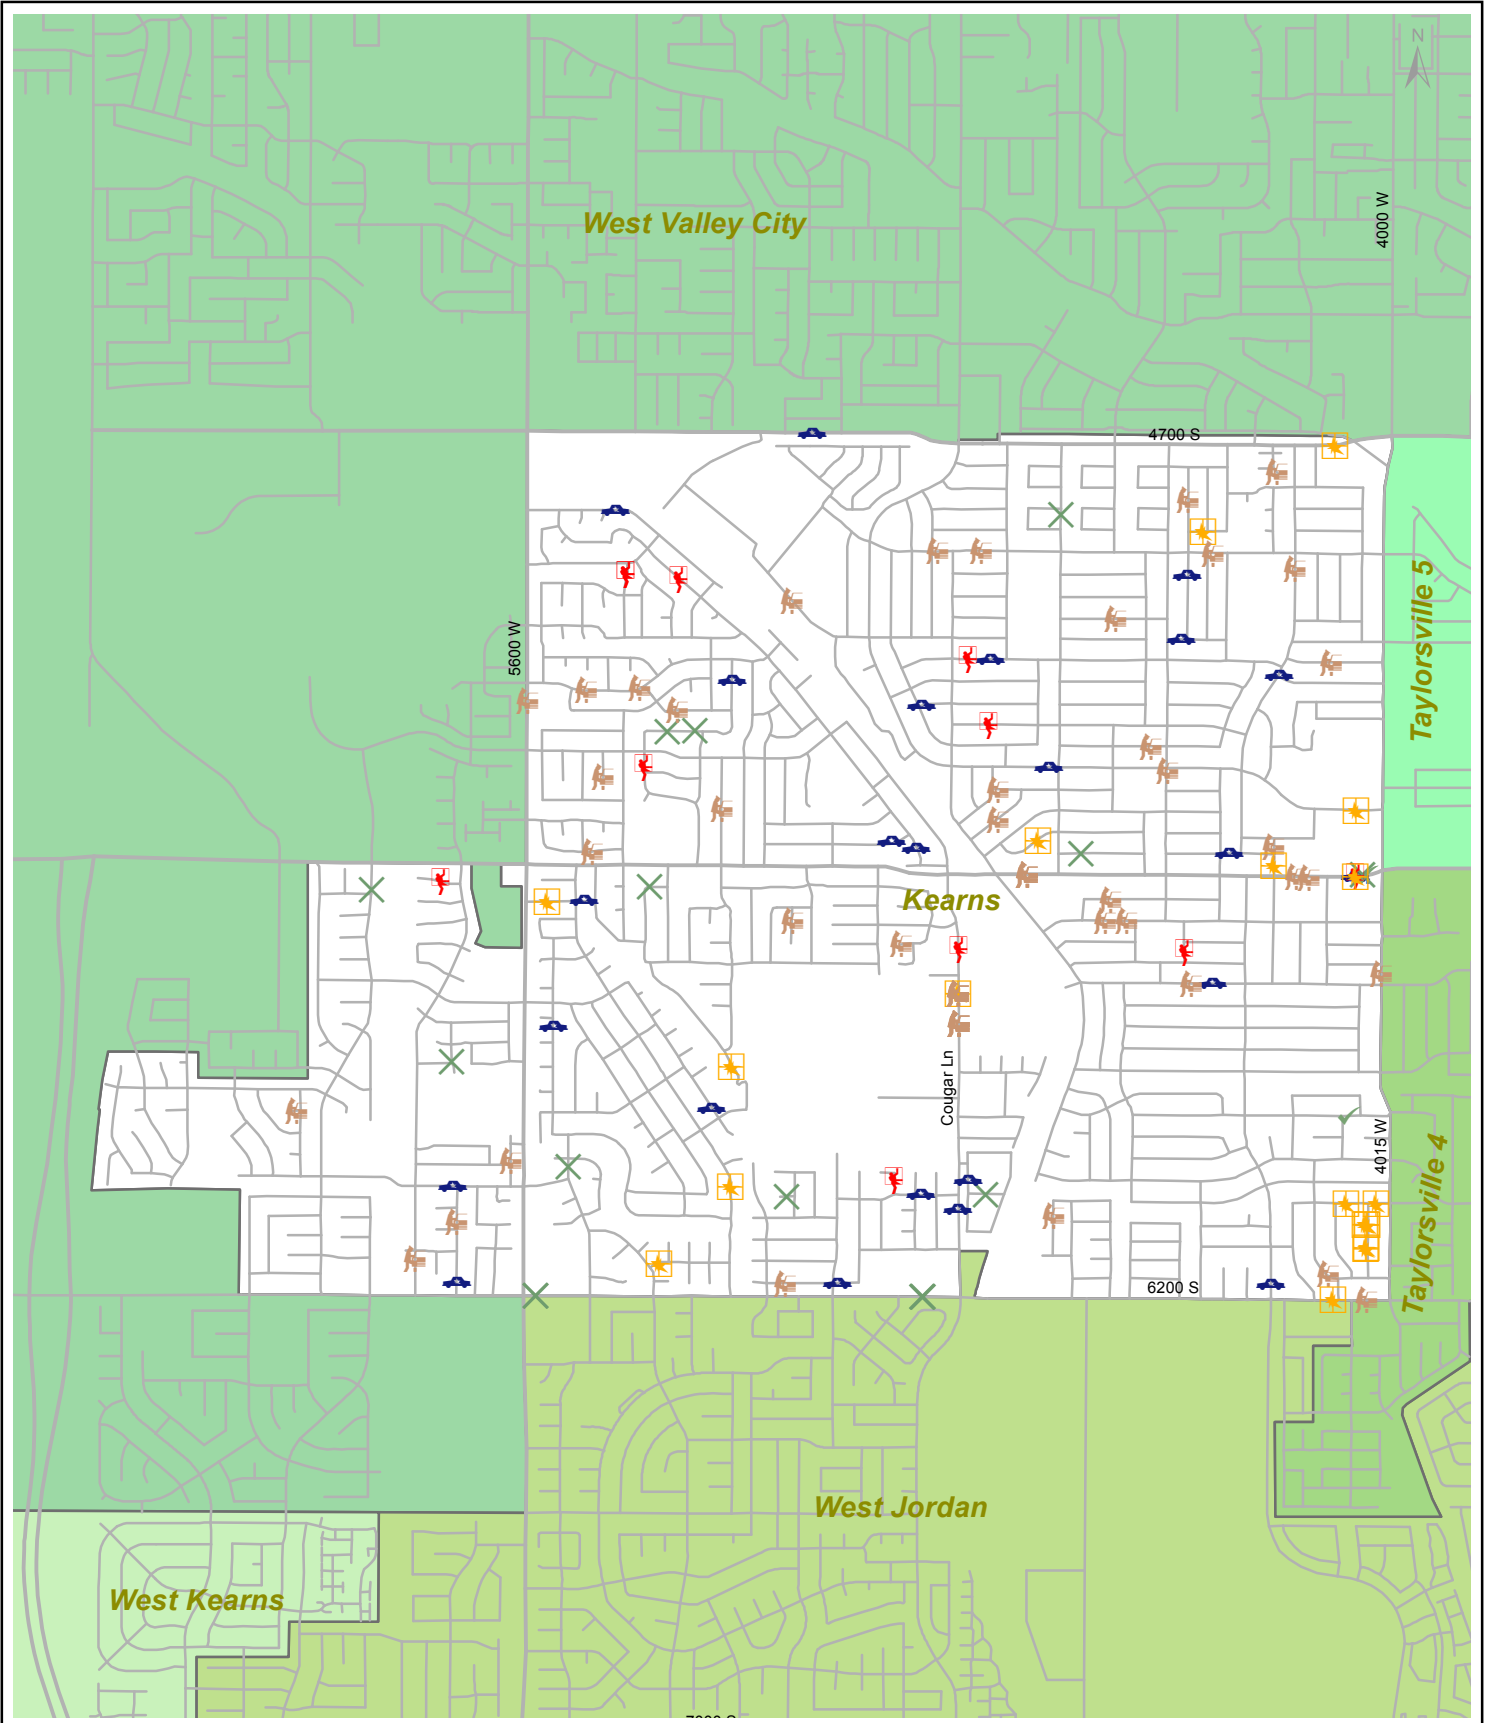 N
4000 W
West Valley City
4700 S
Taylorsville 5
5600 W
Kearns
Cougar Ln
4015 W
Taylorsville 4
6200 S
West Jordan
West Kearns